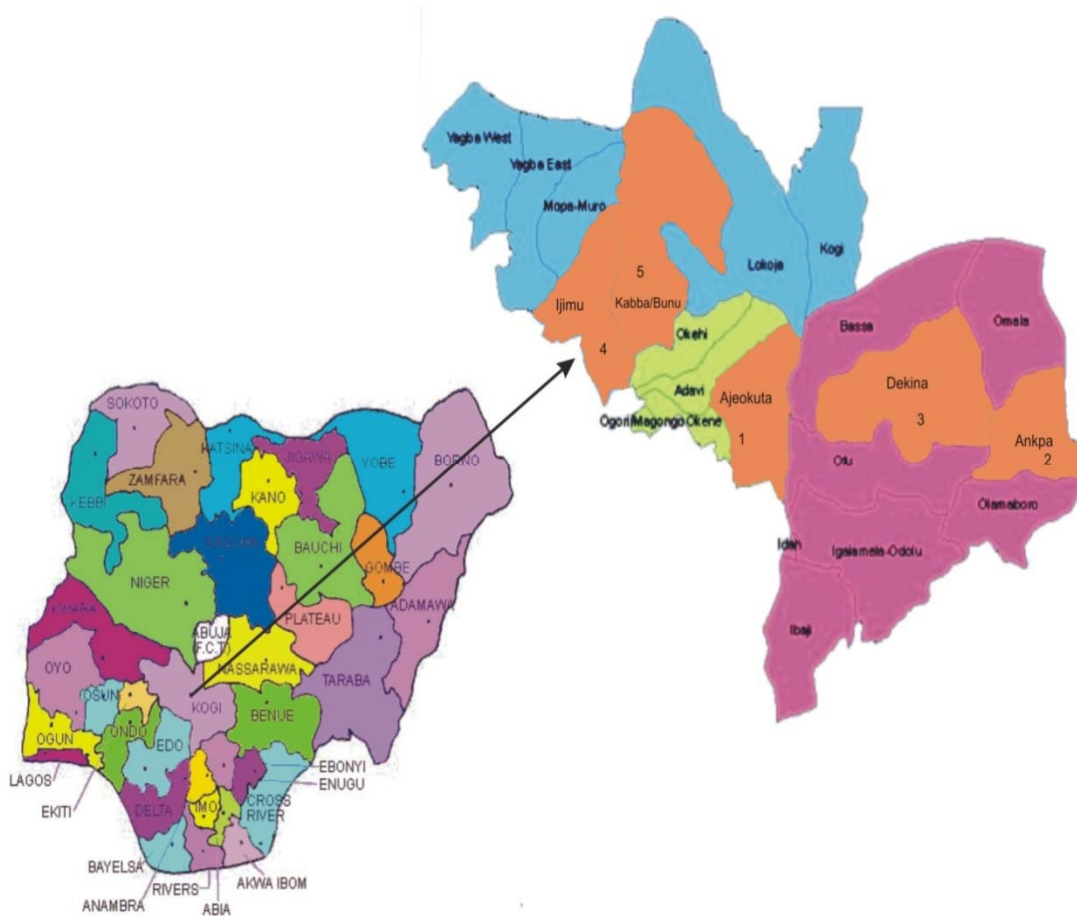 Yagba West
Yagba East
Mopa-Muro
Kogi
Lokoja
5
Ijimu
Kabba/Bunu
4
Okehi
Bassa
Omala
Adavi
Dekina
Ajeokuta
3
Ogori/Magongo
Okene
1
Ankpa
2
Ofu
Olamaboro
Idah
Igalamela-Odolu
Ibaji
SOKOTO
KATSINA
JIGAWA
YOBE
BORNO
ZAMFARA
KANO
KEBBI
BAUCHI
GOMBE
NIGER
ADAMAWA
PLATEAU
ABUJA
(F.C.T)
NASSARAWA
OYO
TARABA
OSUN
KOGI
BENUE
OGUN
ONDO
EDO
LAGOS
EBONYI
ENUGU
EKITI
DELTA
IMO
CROSS
RIVER
BAYELSA
RIVERS
AKWA IBOM
ANAMBRA
ABIA